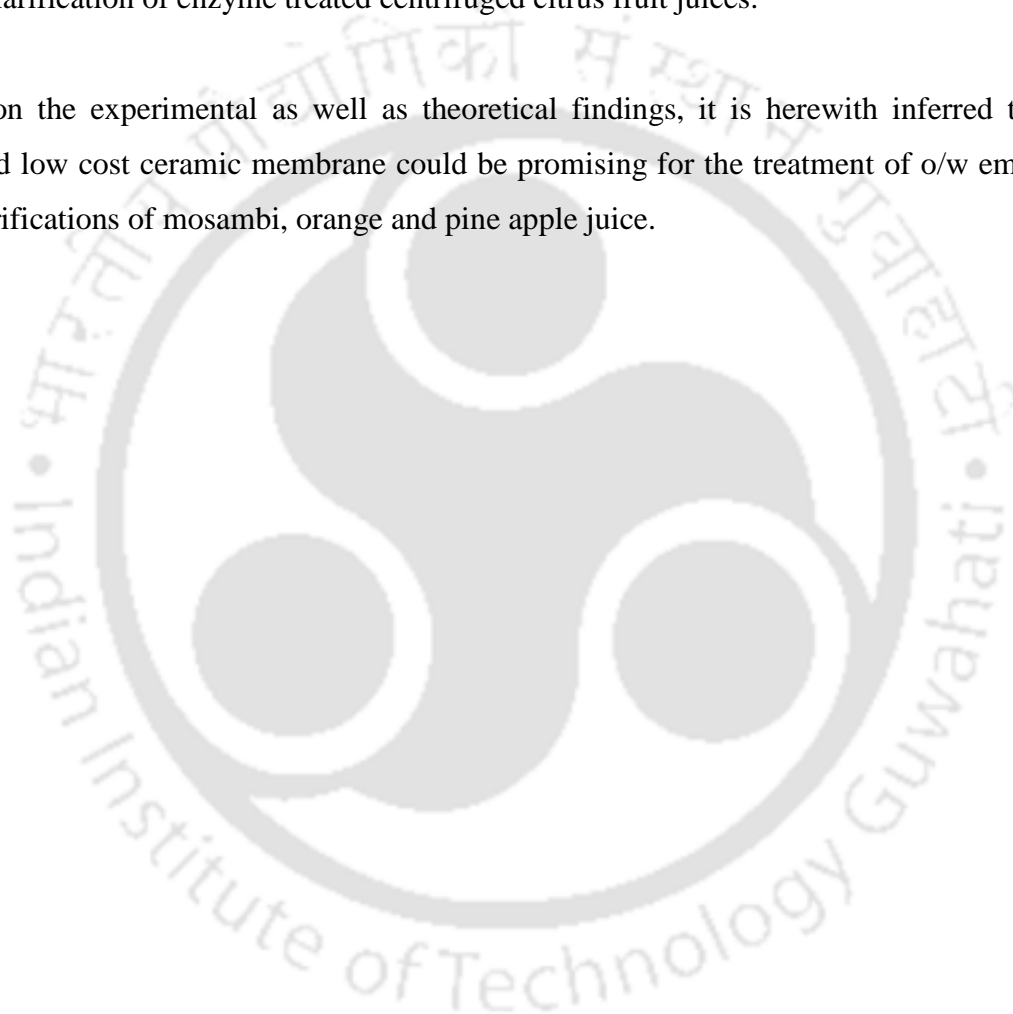 larification of enzyme treated centrifuged citrus fruit juices.
on the experimental as well as theoretical findings, it is herewith inferred t
d low cost ceramic membrane could be promising for the treatment of o/w em
rifications of mosambi, orange and pine apple juice.
भारतीय प्रौद्योगिकी संस्थान गुवाहाटी
Indian Institute of Technology Guwahati